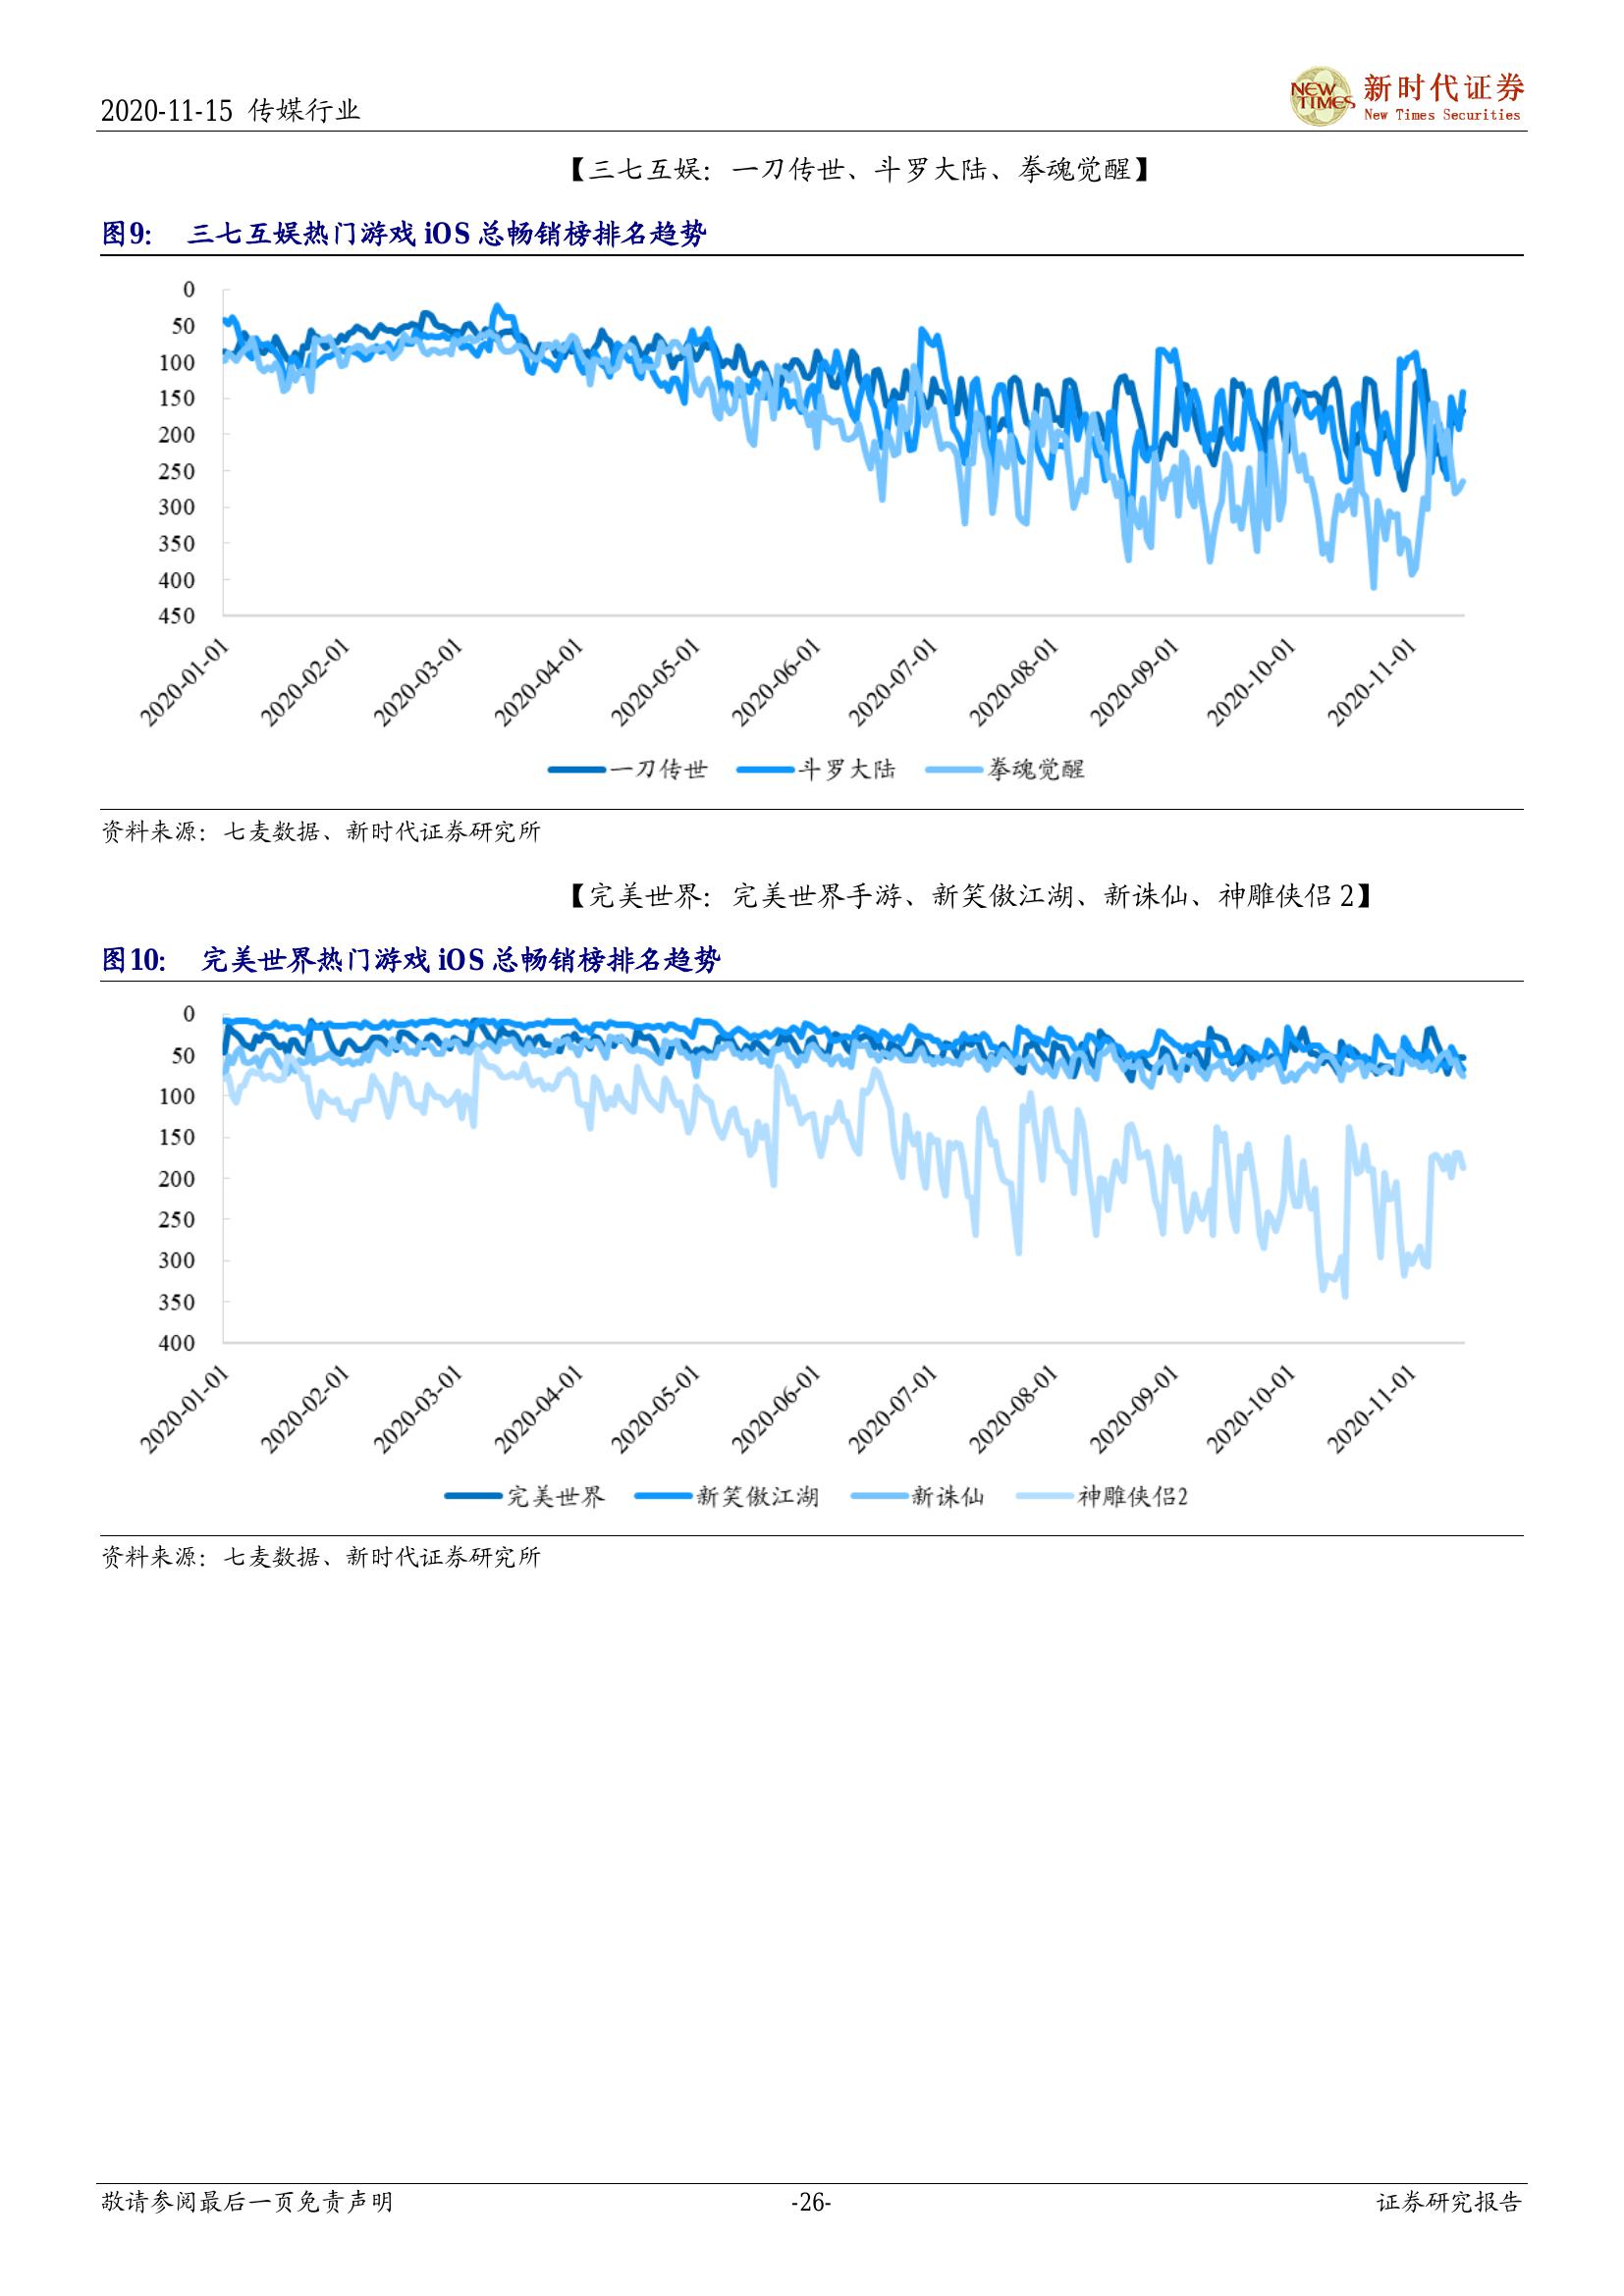 2020-11-15 传媒行业
NEW TIMES
新时代证券
New Times Securities
【三七互娱：一刀传世、斗罗大陆、拳魂觉醒】
图9： 三七互娱热门游戏 iOS 总畅销榜排名趋势
0
50
100
150
200
250
300
350
400
450
2020-01-01 2020-02-01 2020-03-01 2020-04-01 2020-05-01 2020-06-01 2020-07-01 2020-08-01 2020-09-01 2020-10-01 2020-11-01
一刀传世 斗罗大陆 拳魂觉醒
资料来源：七麦数据、新时代证券研究所
【完美世界：完美世界手游、新笑傲江湖、新诛仙、神雕侠侣 2】
图10： 完美世界热门游戏 iOS 总畅销榜排名趋势
0
50
100
150
200
250
300
350
400
2020-01-01 2020-02-01 2020-03-01 2020-04-01 2020-05-01 2020-06-01 2020-07-01 2020-08-01 2020-09-01 2020-10-01 2020-11-01
完美世界 新笑傲江湖 新诛仙 神雕侠侣2
资料来源：七麦数据、新时代证券研究所
敬请参阅最后一页免责声明 -26- 证券研究报告